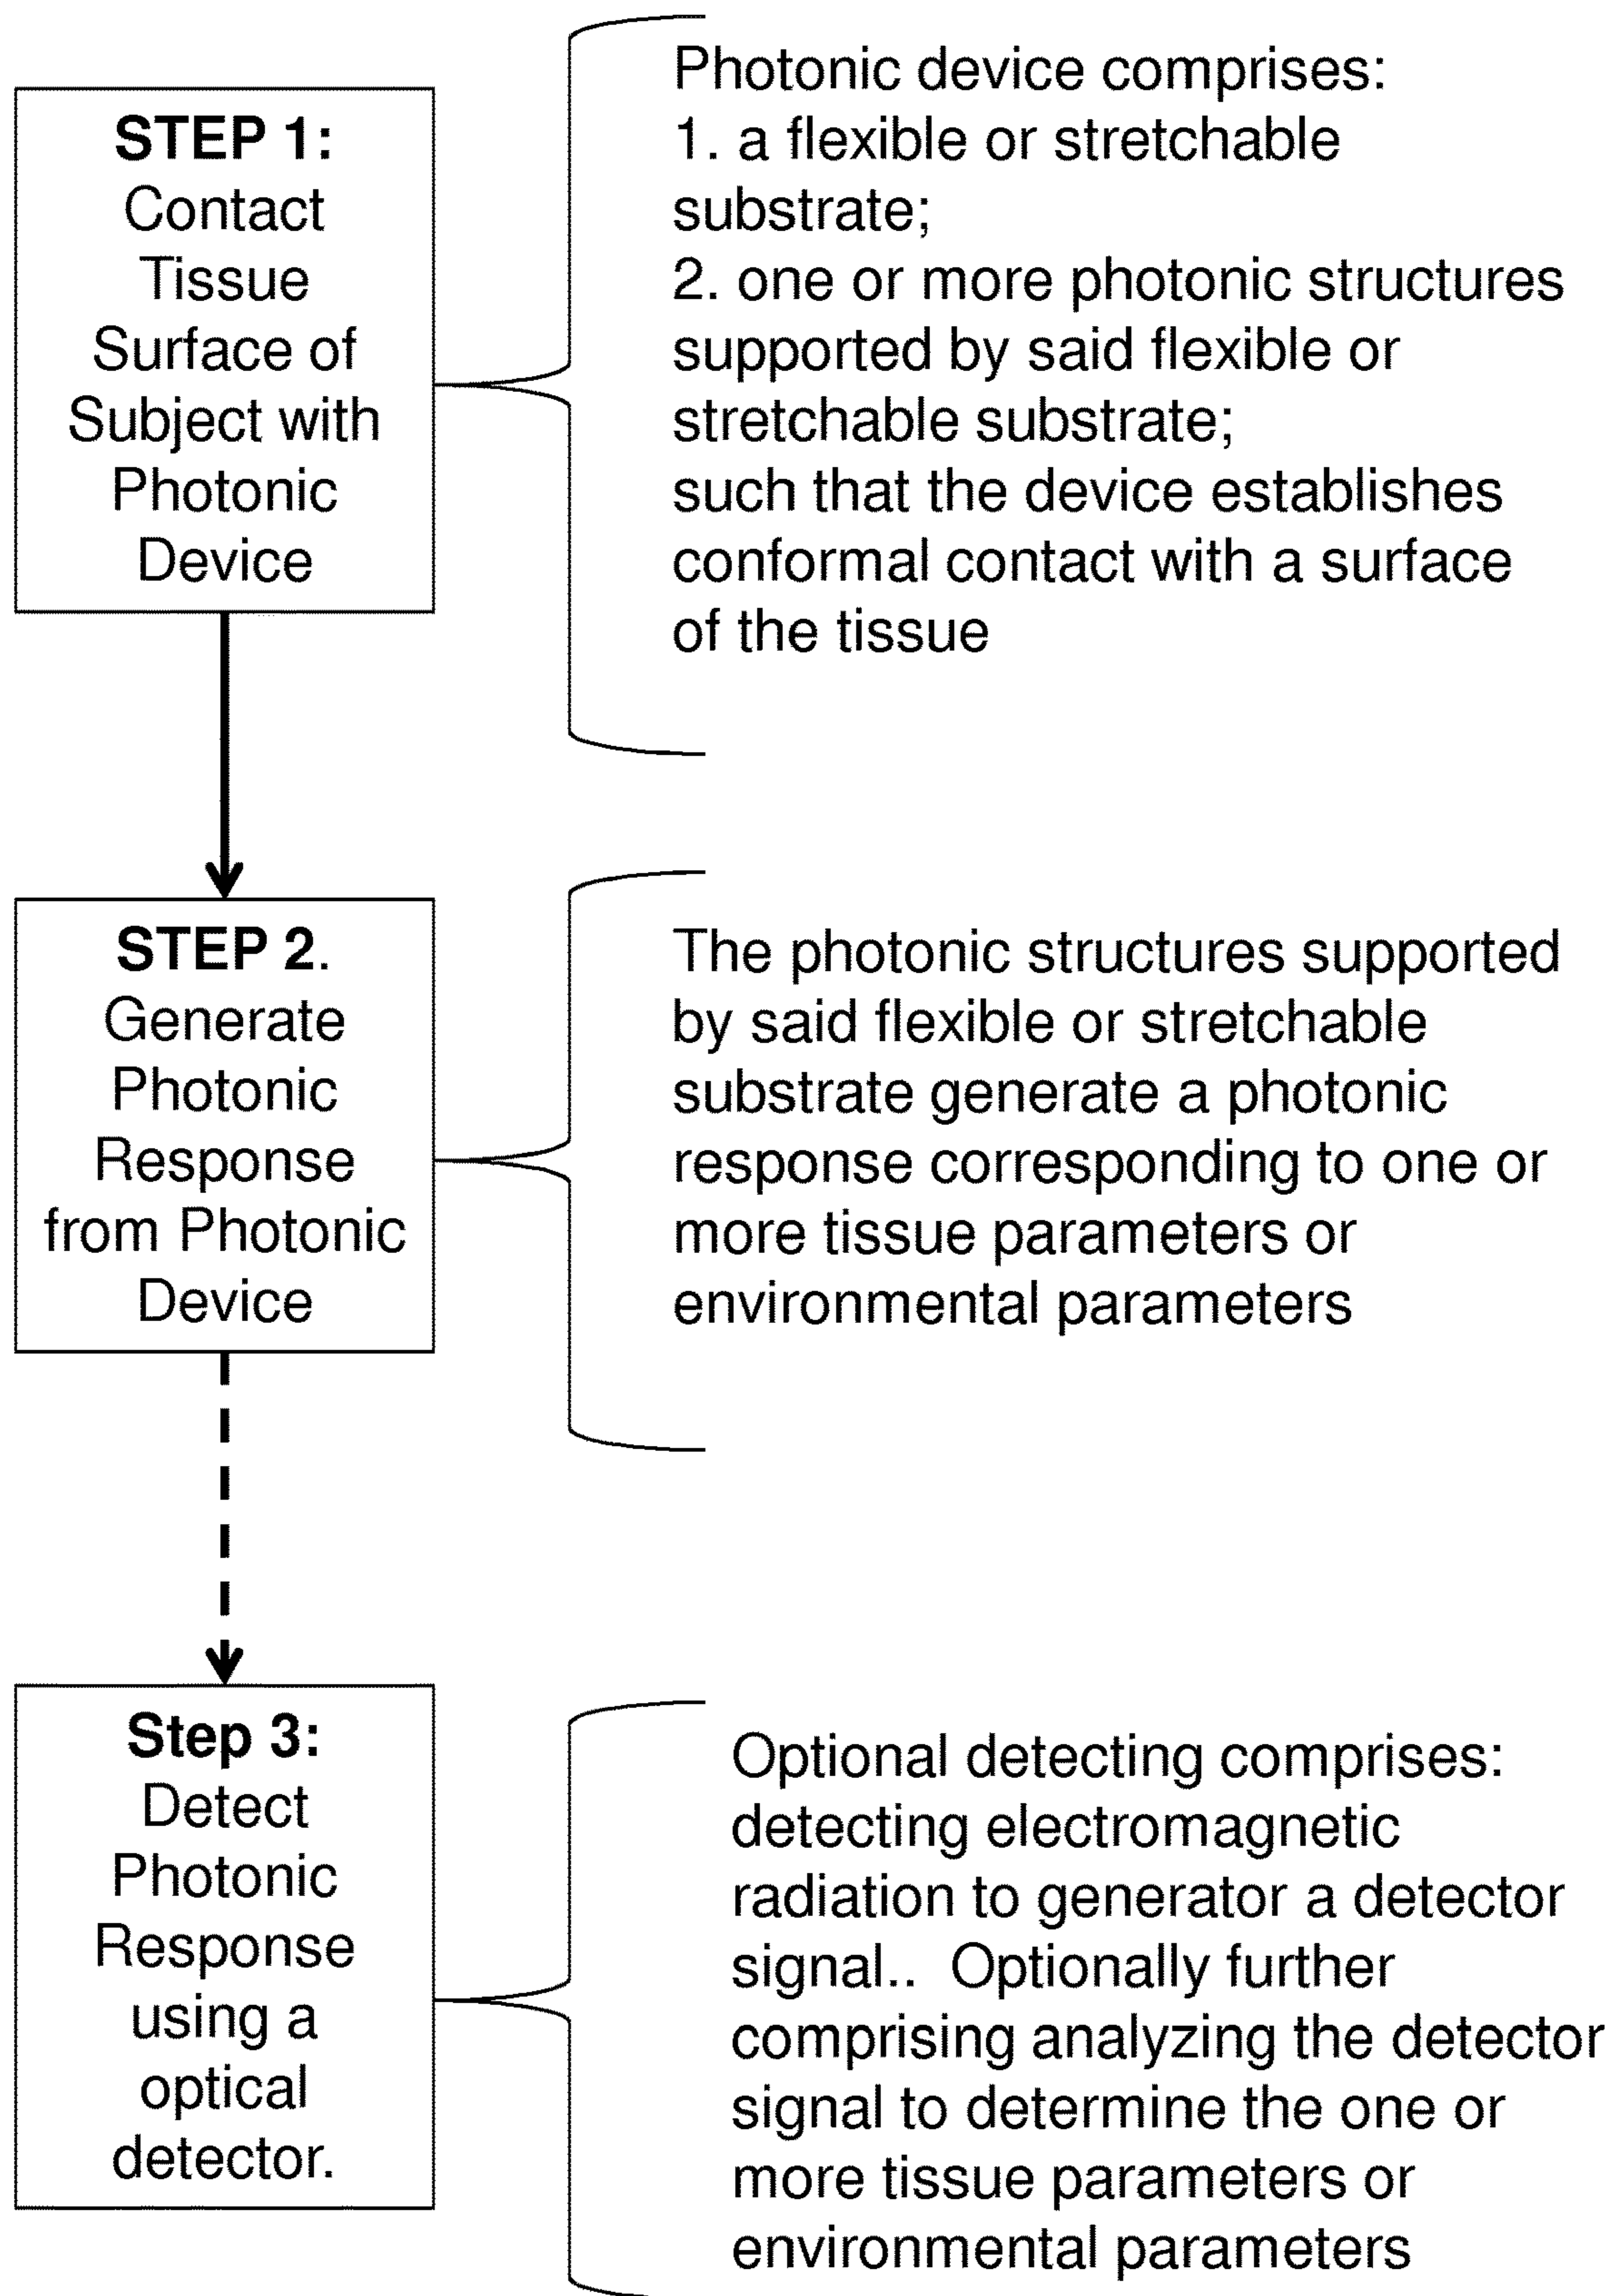 STEP 1:
Contact
Tissue
Surface of
Subject with
Photonic
Device
Photonic device comprises:
1. a flexible or stretchable
substrate;
2. one or more photonic structures
supported by said flexible or
stretchable substrate;
such that the device establishes
conformal contact with a surface
of the tissue
STEP 2.
Generate
Photonic
Response
from Photonic
Device
The photonic structures supported
by said flexible or stretchable
substrate generate a photonic
response corresponding to one or
more tissue parameters or
environmental parameters
Step 3:
Detect
Photonic
Response
using a
optical
detector.
Optional detecting comprises:
detecting electromagnetic
radiation to generator a detector
signal..  Optionally further
comprising analyzing the detector
signal to determine the one or
more tissue parameters or
environmental parameters